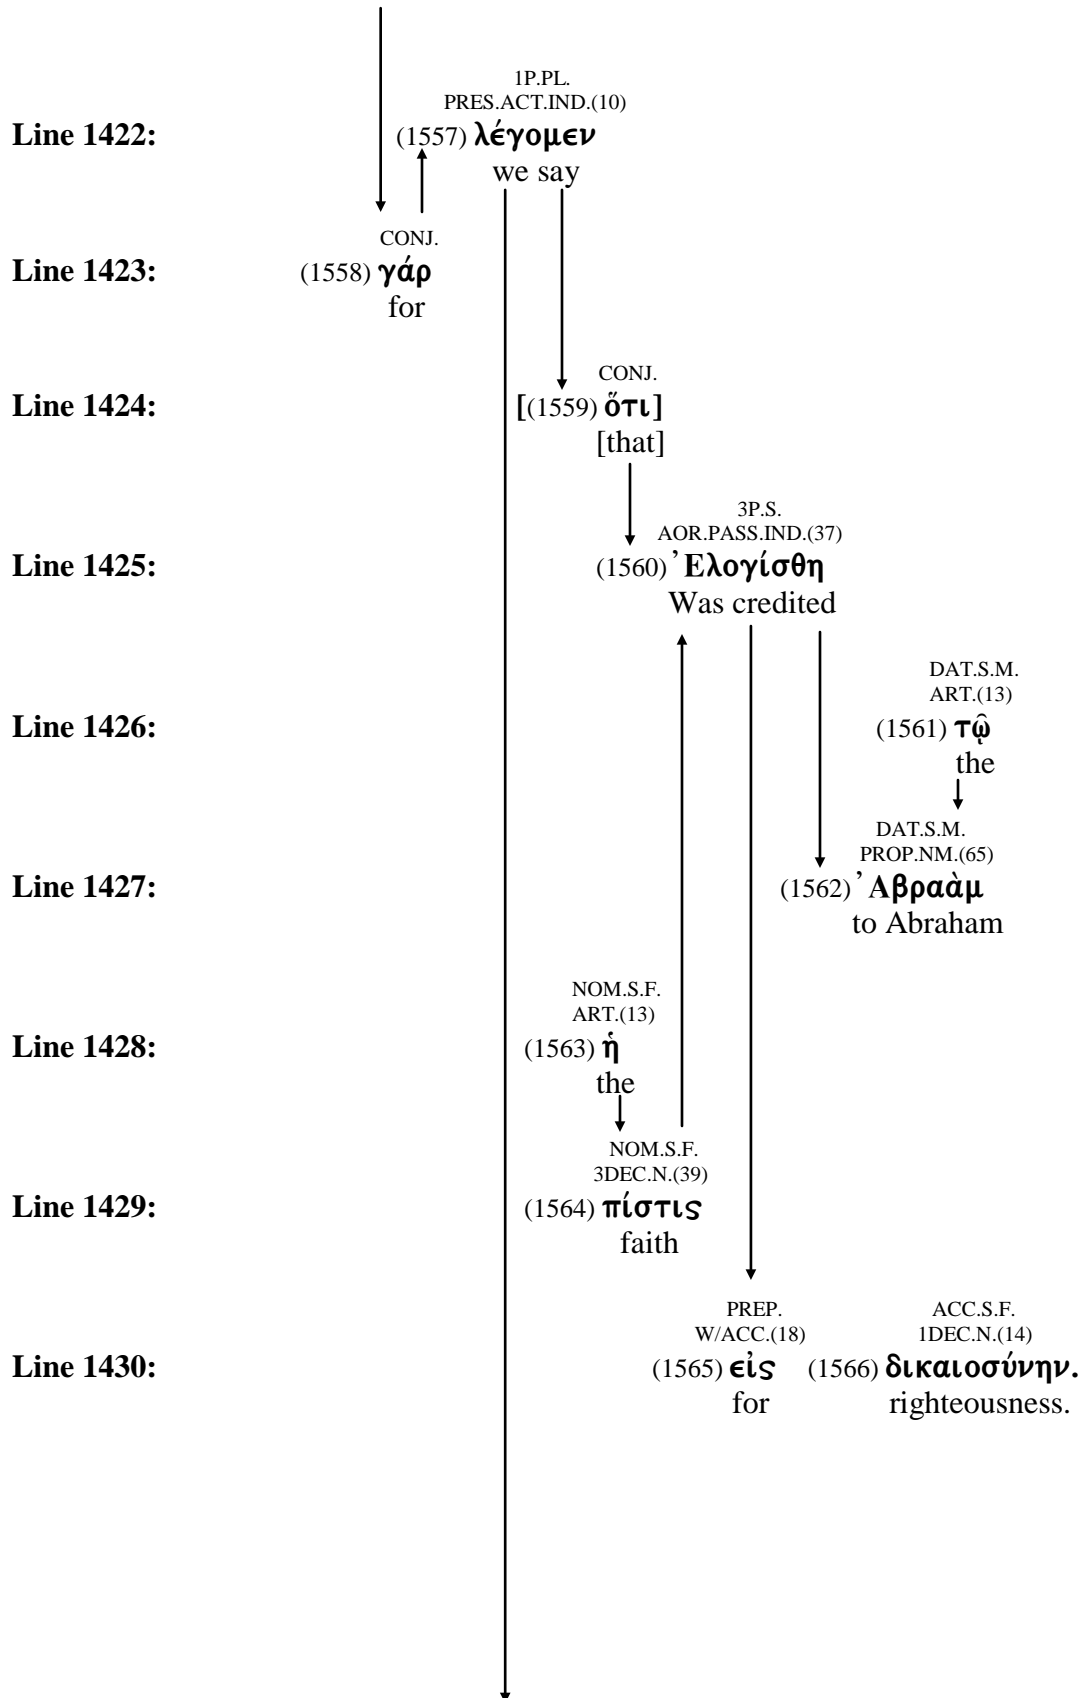 1P.PL.
PRES.ACT.IND.(10)
Line 1422: (1557) λέγομεν
we say
CONJ.
Line 1423: (1558) γάρ
for
CONJ.
Line 1424: [(1559) ὅτι]
[that]
3P.S.
AOR.PASS.IND.(37)
Line 1425: (1560) Ἐλογίσθη
Was credited
DAT.S.M.
ART.(13)
Line 1426: (1561) τῷ
the
DAT.S.M.
PROP.NM.(65)
Line 1427: (1562) Ἀβραὰμ
to Abraham
NOM.S.F.
ART.(13)
Line 1428: (1563) ἡ
the
NOM.S.F.
3DEC.N.(39)
Line 1429: (1564) πίστις
faith
PREP. ACC.S.F.
W/ACC.(18) 1DEC.N.(14)
Line 1430: (1565) εἰς (1566) δικαιοσύνην.
for righteousness.